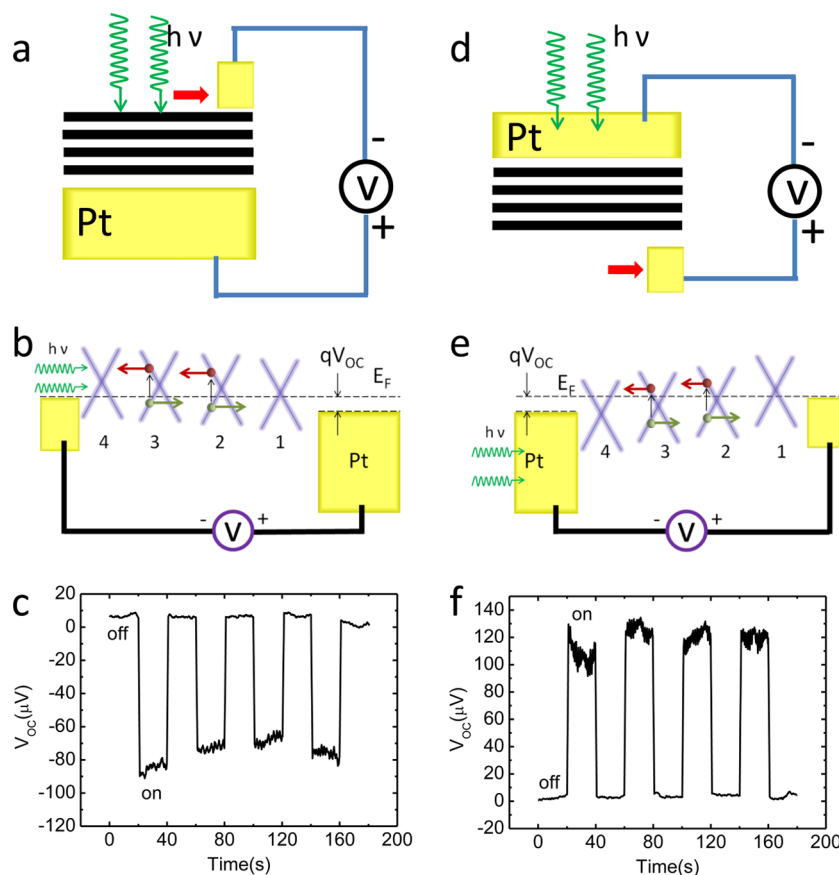 a
h ν
-
V
+
Pt
d
h ν
Pt
-
V
+
b
h ν
qV_OC
E_F
4 3 2 1
Pt
- V +
e
qV_OC
E_F
h ν
Pt
4 3 2 1
- V +
c
20
0
-20
-40
-60
-80
-100
-120
V_OC(μV)
off
on
0 40 80 120 160 200
Time(s)
f
140
120
100
80
60
40
20
0
-20
V_OC(μV)
on
off
0 40 80 120 160 200
Time(s)